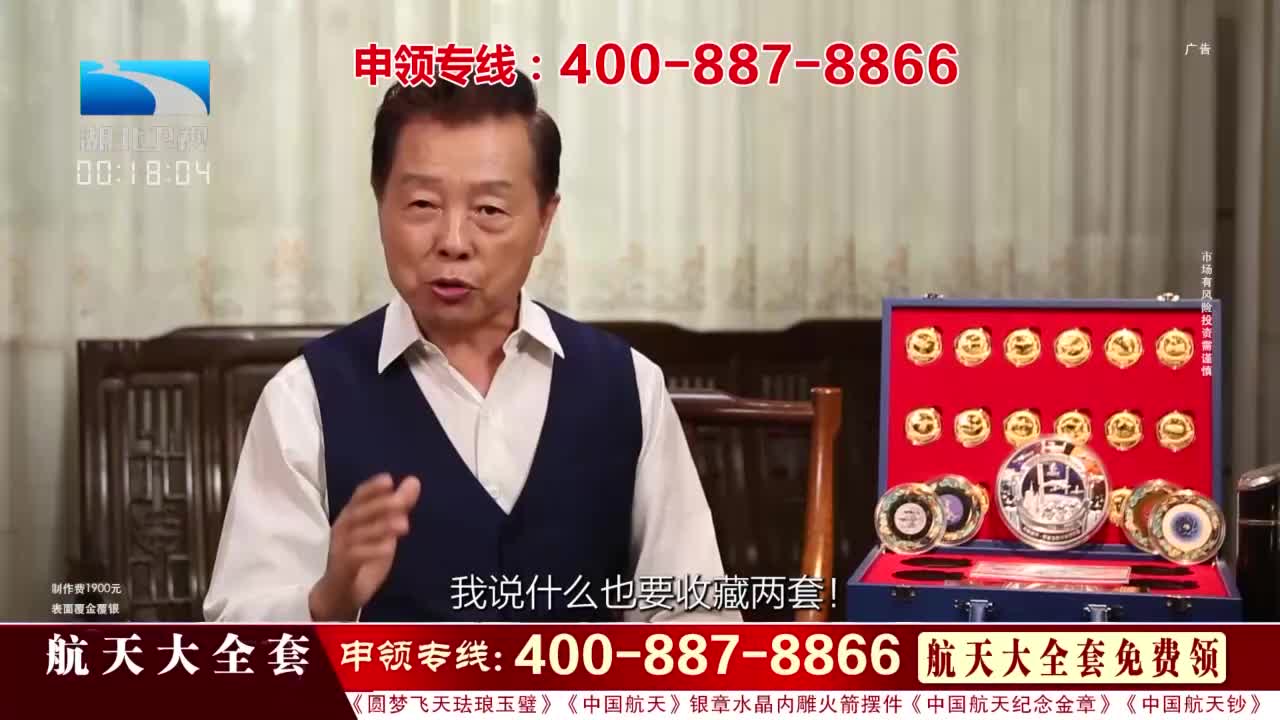 申领专线：400-887-8866
广告
湖北卫视
00:18:04
市场有风险投资需谨慎
制作费1900元
表面覆金覆银
我说什么也要收藏两套！
航天大全套
申领专线:400-887-8866
航天大全套免费领
《圆梦飞天珐琅玉璧》《中国航天》银章水晶内雕火箭摆件《中国航天纪念金章》《中国航天钞》